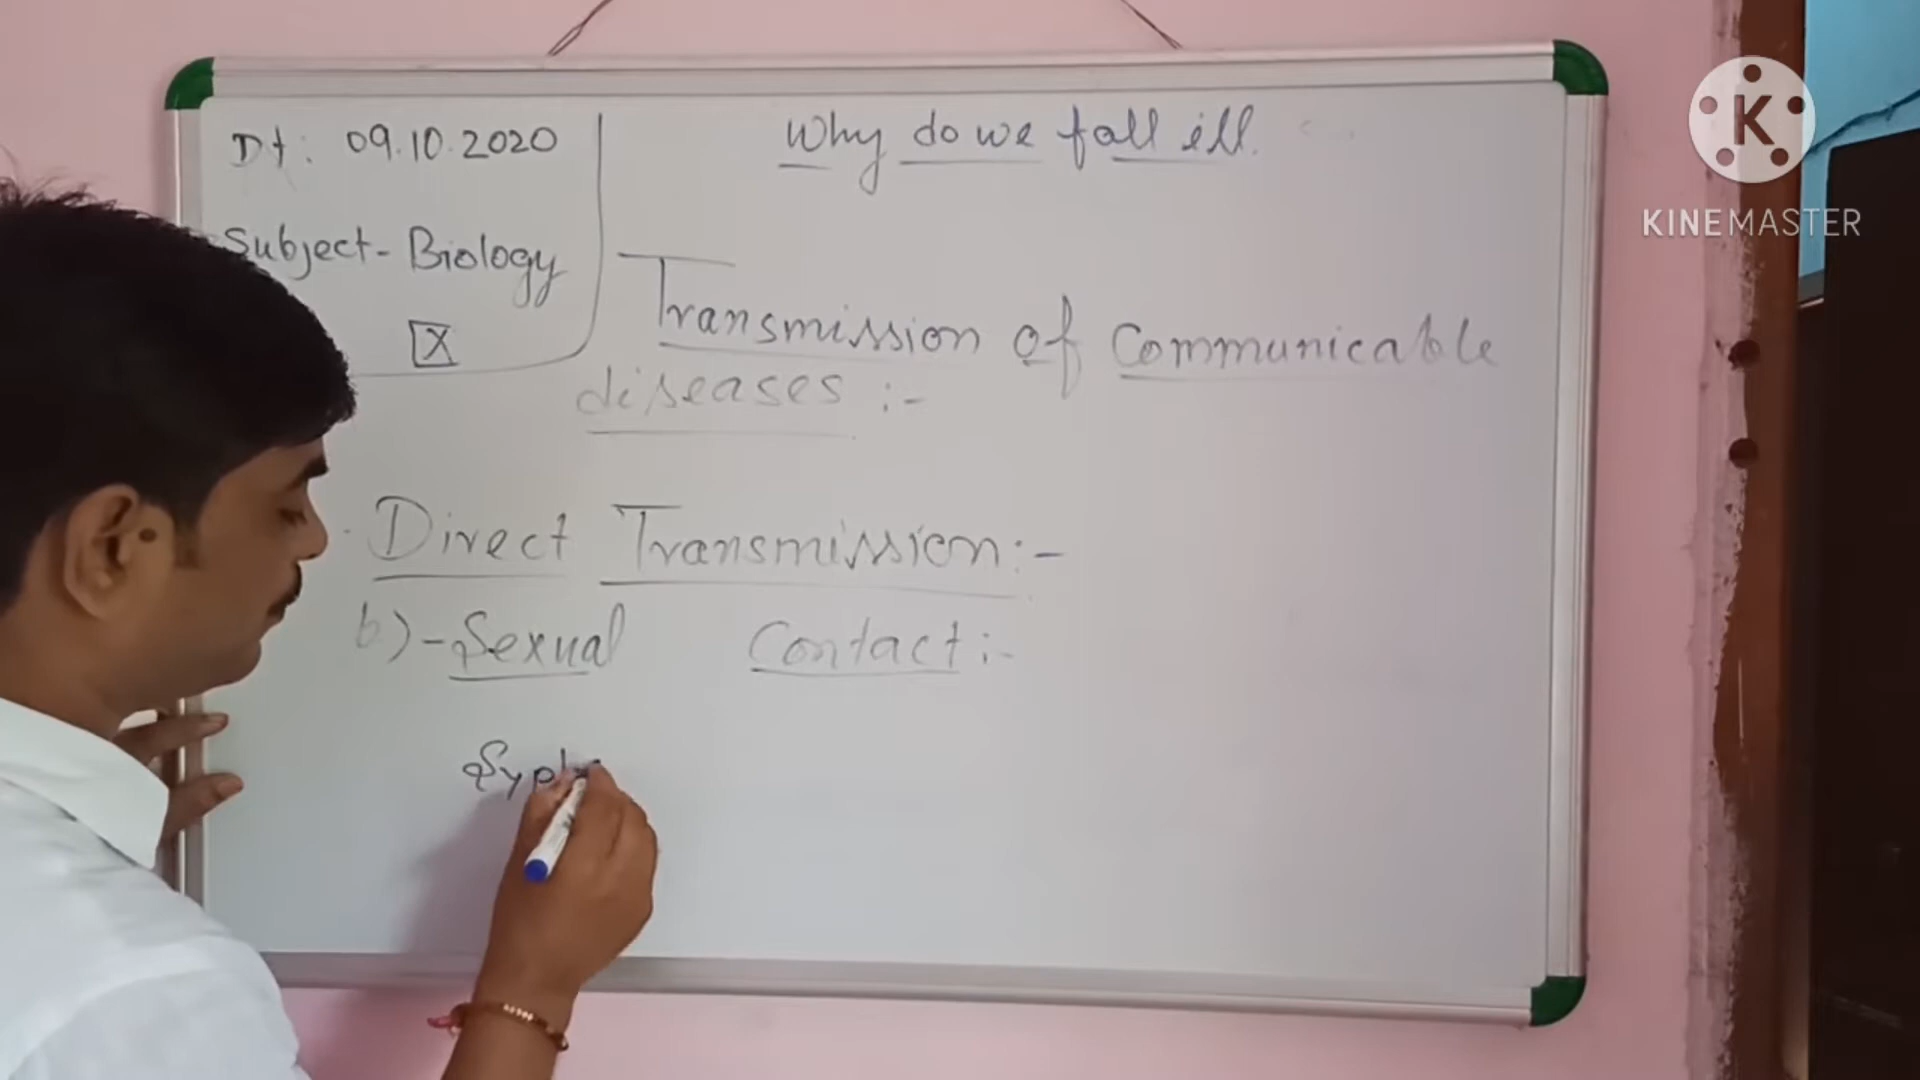 Dt: 09.10.2020
Subject- Biology
X
Why do we fall ill.
Transmission of Communicable
diseases :-
Direct Transmission:-
b)-Sexual Contact:-
Syph
K
KINEMASTER